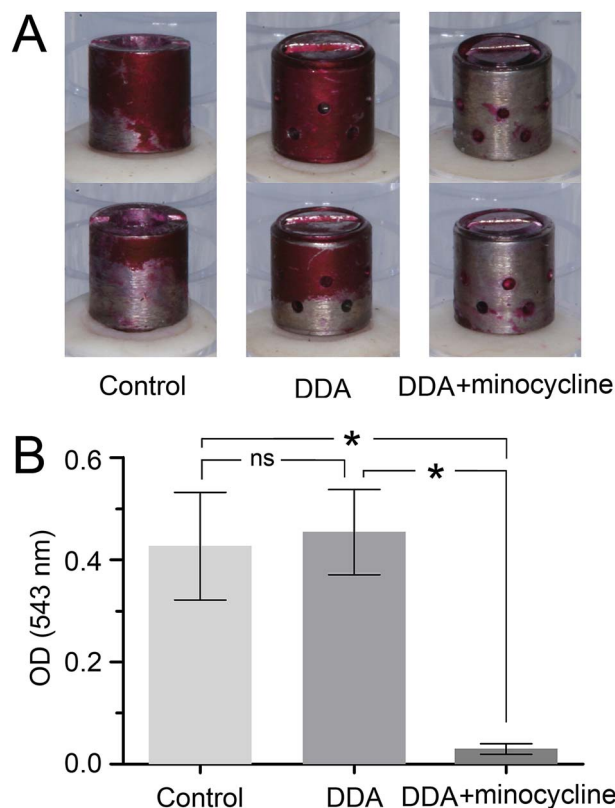 A
Control DDA DDA+minocycline
B
*
ns *
0.6
0.4
0.2
0.0
OD (543 nm)
Control DDA DDA+minocycline